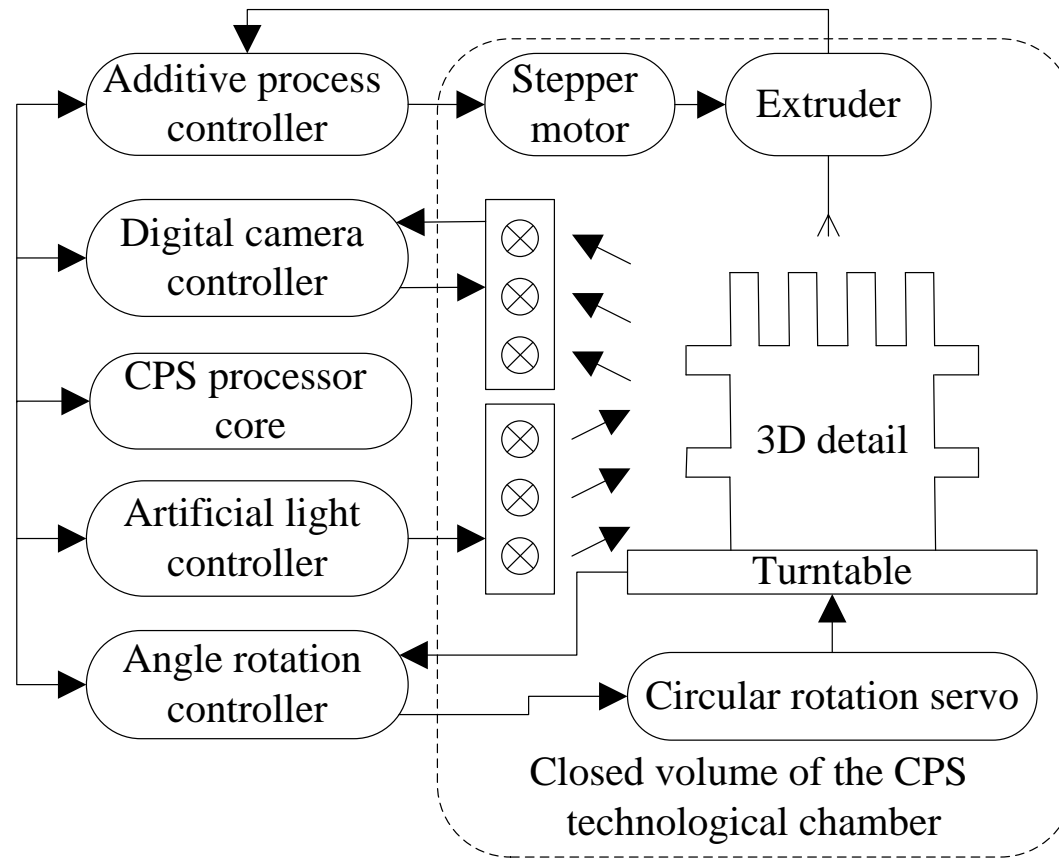 Additive process
controller
Stepper
motor
Extruder
Digital camera
controller
CPS processor
core
3D detail
Artificial light
controller
Turntable
Angle rotation
controller
Circular rotation servo
Closed volume of the CPS
technological chamber